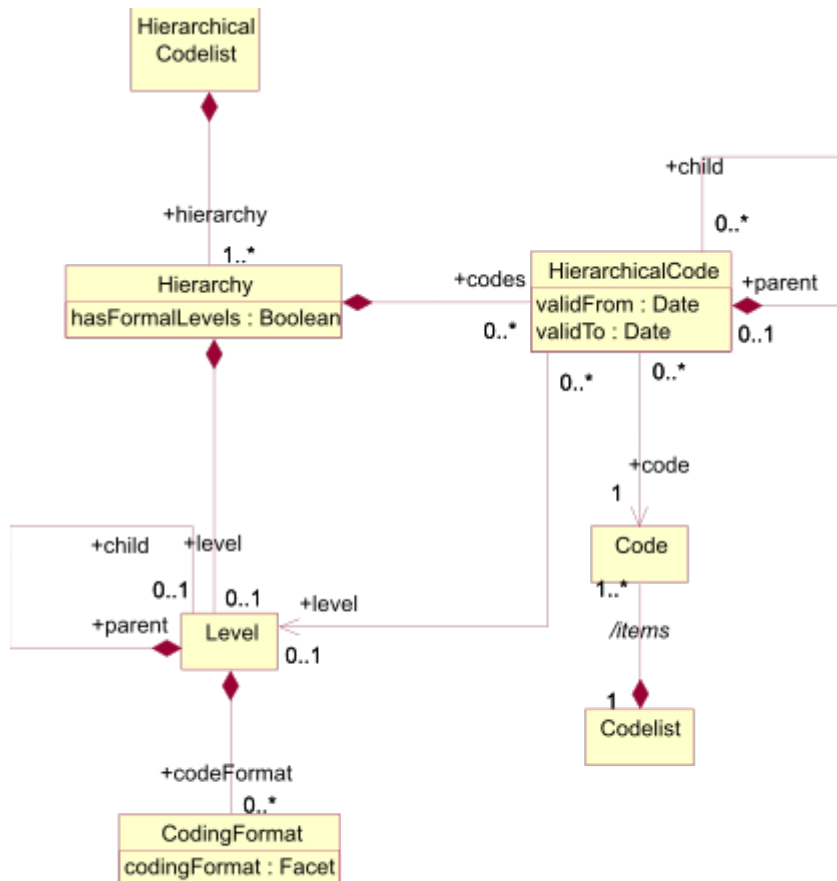 Hierarchical
Codelist
+hierarchy
1..*
Hierarchy
hasFormalLevels : Boolean
+codes
0..*
+child
0..*
HierarchicalCode
validFrom : Date
validTo : Date
+parent
0..1
0..*
0..*
+code
1
Code
1..*
/items
1
Codelist
+child
0..1
+level
0..1
+parent
Level
+level
0..1
+codeFormat
0..*
CodingFormat
codingFormat : Facet